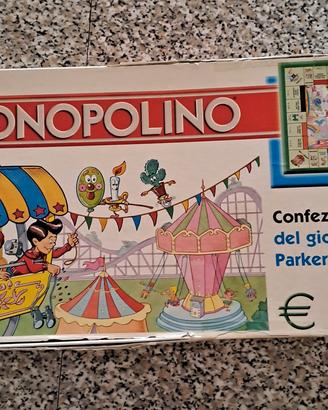 ONOPOLINO
Confez
del gio
Parker
€